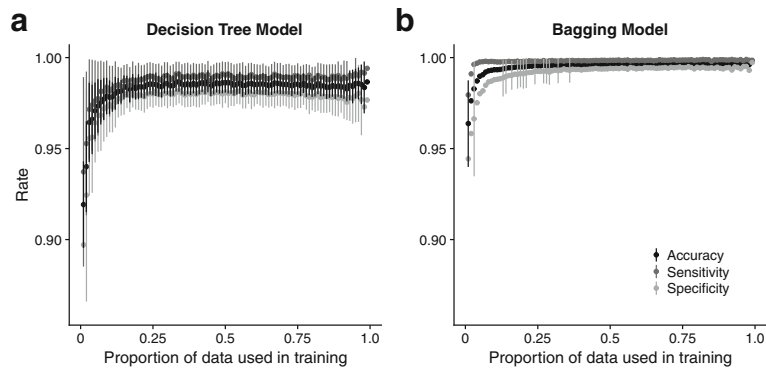 a
Decision Tree Model
1.00
0.95
0.90
Rate
0
0.25
0.5
0.75
1.0
Proportion of data used in training
b
Bagging Model
1.00
0.95
0.90
Accuracy
Sensitivity
Specificity
0
0.25
0.5
0.75
1.0
Proportion of data used in training